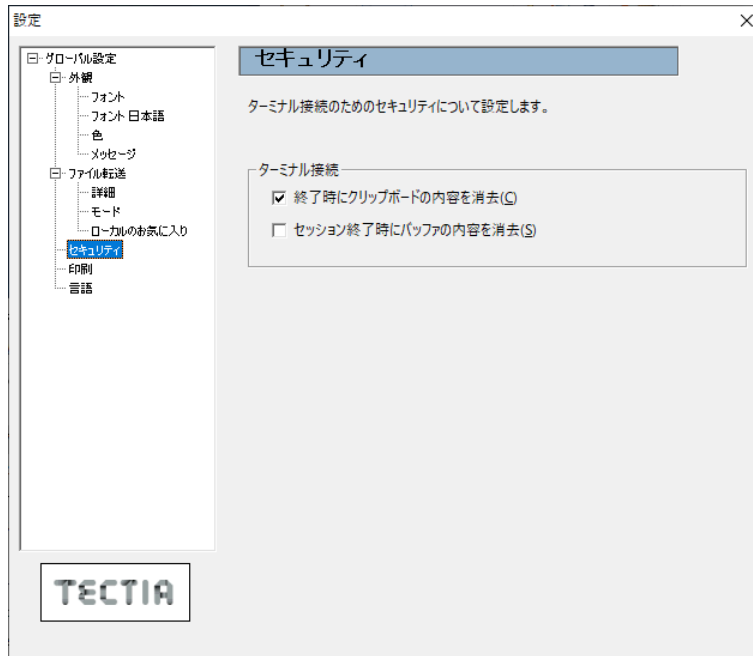 設定
グローバル設定
外観
フォント
フォント 日本語
色
メッセージ
ファイル転送
詳細
モード
ローカルのお気に入り
セキュリティ
印刷
言語
TECTIA
セキュリティ
ターミナル接続のためのセキュリティについて設定します。
ターミナル接続
終了時にクリップボードの内容を消去(C)
セッション終了時にバッファの内容を消去(S)